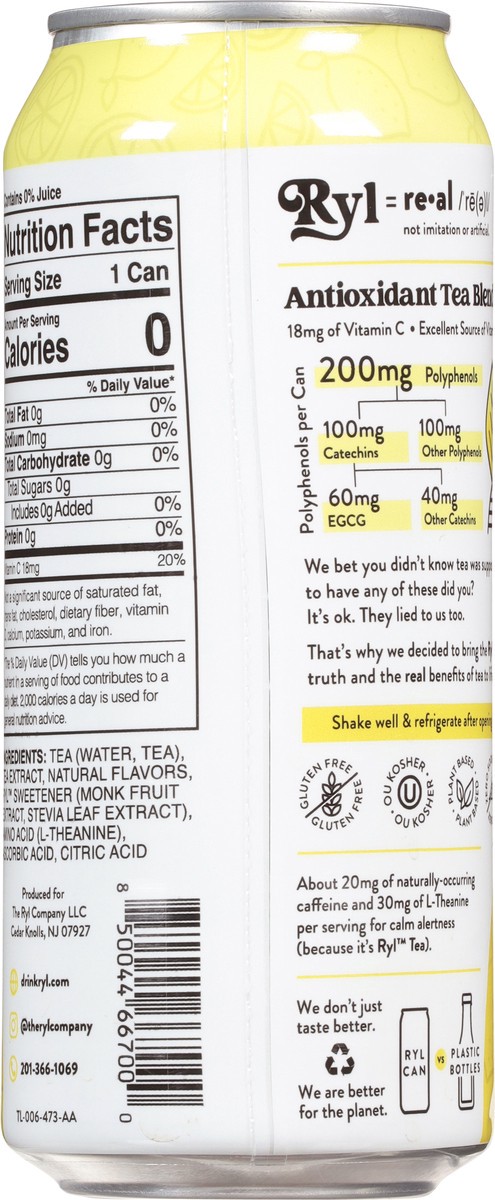 Contains 0% Juice
Nutrition Facts
Serving Size 1 Can
Amount Per Serving
Calories 0
% Daily Value*
Total Fat 0g 0%
Sodium 0mg 0%
Total Carbohydrate 0g 0%
Total Sugars 0g
Includes 0g Added 0%
Protein 0g 0%
Vitamin C 18mg 20%
a significant source of saturated fat,
fat, cholesterol, dietary fiber, vitamin
calcium, potassium, and iron.
The % Daily Value (DV) tells you how much a
in a serving of food contributes to a
diet. 2,000 calories a day is used for
nutrition advice.
INGREDIENTS: TEA (WATER, TEA),
TEA EXTRACT, NATURAL FLAVORS,
RYL™ SWEETENER (MONK FRUIT
EXTRACT, STEVIA LEAF EXTRACT),
AMINO ACID (L-THEANINE),
ASCORBIC ACID, CITRIC ACID
Produced for
The Ryl Company LLC
Cedar Knolls, NJ 07927
drinkryl.com
@therylcompany
201-366-1069
TL-006-473-AA
8 50044 66700 0
Ryl = re•al /ˈrē(ə)l/
not imitation or artificial.
Antioxidant Tea Blend
18mg of Vitamin C • Excellent Source of
Polyphenols per Can
200mg Polyphenols
100mg Catechins
100mg Other Polyphenols
60mg EGCG
40mg Other Catechins
We bet you didn't know tea was
to have any of these did you?
It's ok. They lied to us too.
That's why we decided to bring the
truth and the real benefits of tea to
Shake well & refrigerate after opening
GLUTEN FREE GLUTEN FREE
OU KOSHER OU KOSHER
U
PLANT BASED PLANT BASED
About 20mg of naturally-occurring
caffeine and 30mg of L-Theanine
per serving for calm alertness
(because it's Ryl™ Tea).
We don't just
taste better.
We are better
for the planet.
RYL CAN
vs
PLASTIC BOTTLES